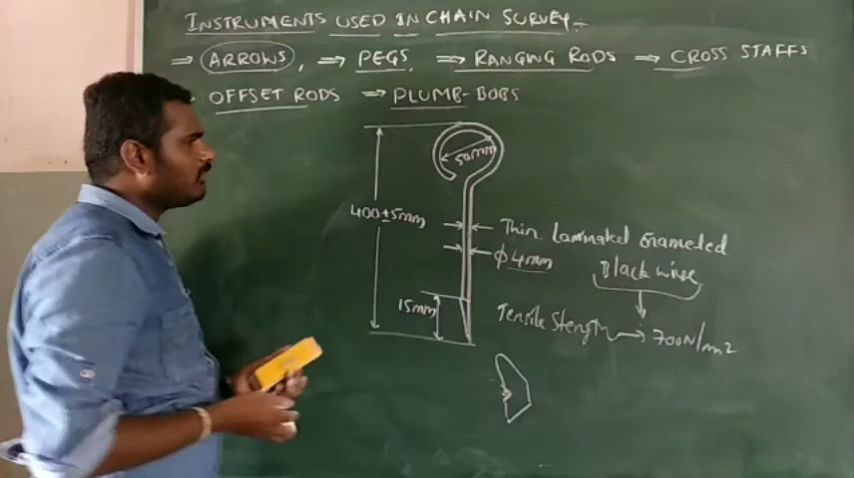 INSTRUMENTS USED IN CHAIN SURVEY:-
⇒ ARROWS, ⇒ PEGS, ⇒ RANGING RODS ⇒ CROSS STAFFS
OFFSET RODS ⇒ PLUMB-BOBS
50mm
400±5mm
Thin Laminated Enameled
Black wire
ϕ4mm
15mm
Tensile Stength → 700N/mm2